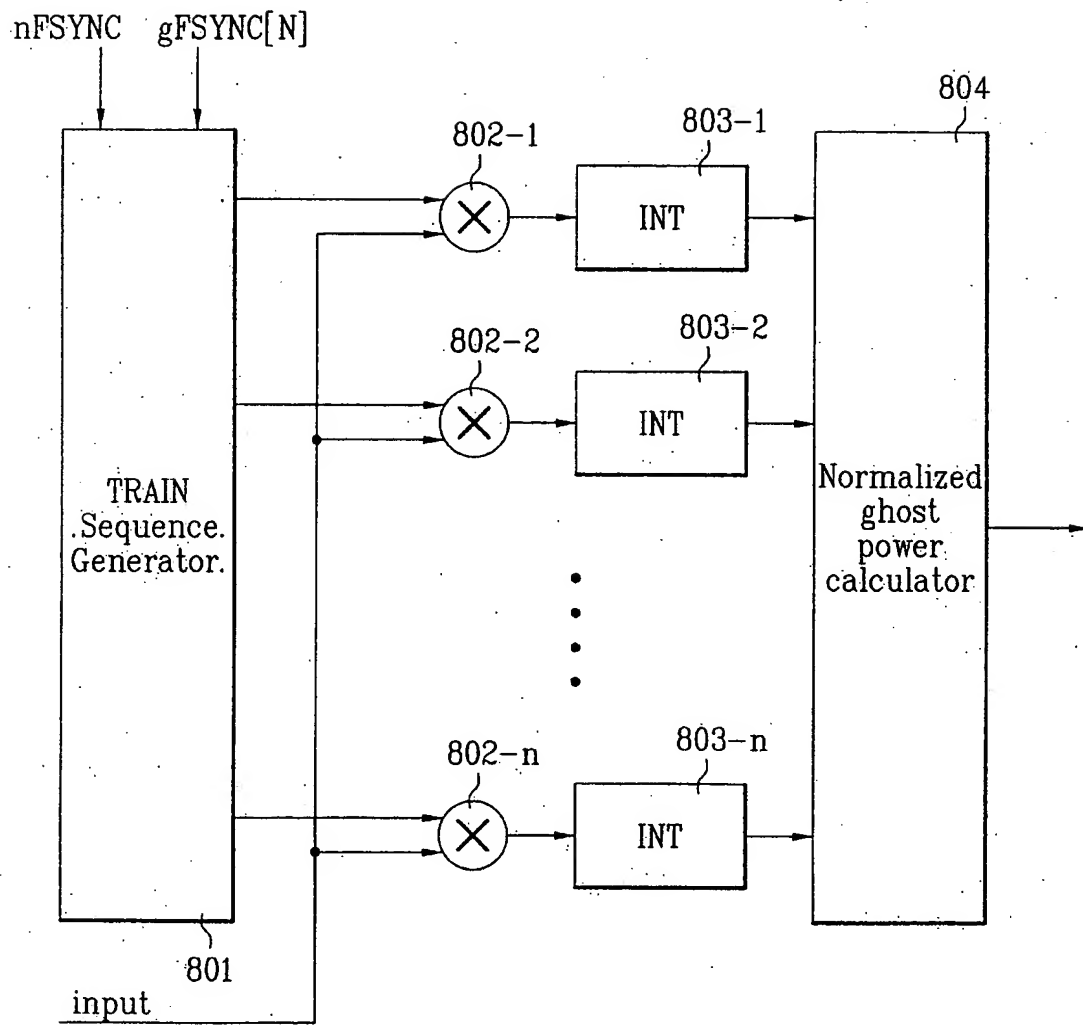 nFSYNC gFSYNC[N]
804
802-1
803-1
INT
802-2
803-2
INT
TRAIN
.Sequence.
Generator.
Normalized
ghost
power
calculator
802-n
803-n
INT
801
input